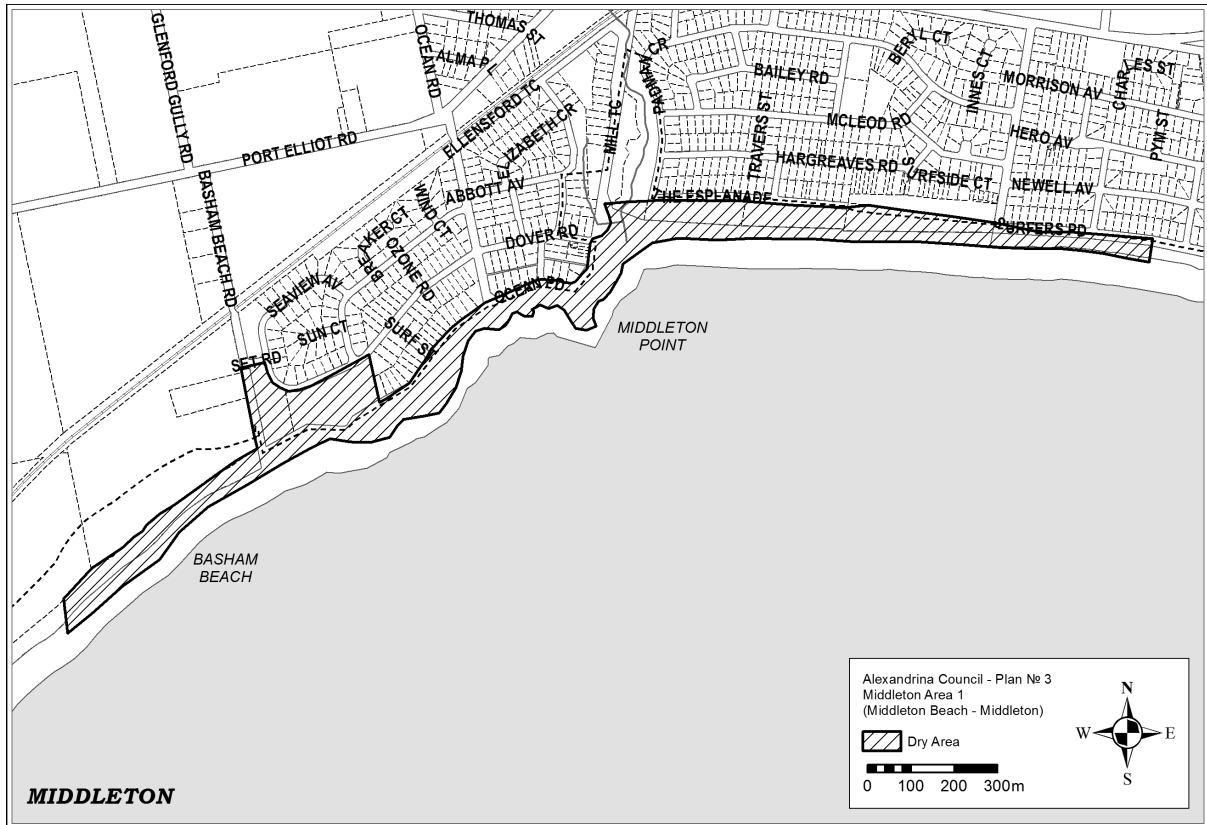 THOMAS ST
ALMA PL
GLENFORD GULLY RD
OCEAN RD
ELLENSFORD TC
PORT ELLIOT RD
ELIZABETH CR
MILL TC
PAGMINA CR
BAILEY RD
BERYL CT
INNES CT
MORRISON AV
CHARLES ST
PYM ST
MCLEOD RD
TRAVERS ST
HARGREAVES RD
SURFSIDE CT
HERO AV
NEWELL AV
THE ESPLANADE
SURFERS RD
BASHAM BEACH RD
ABBOTT AV
WIND CT
BREAKER CT
OZONE RD
DOVER RD
SEAVIEW AV
SUN CT
SURF ST
OCEAN PD
SET RD
MIDDLETON
POINT
BASHAM
BEACH
Alexandrina Council - Plan № 3
Middleton Area 1
(Middleton Beach - Middleton)
Dry Area
0 100 200 300m
N
W E
S
MIDDLETON